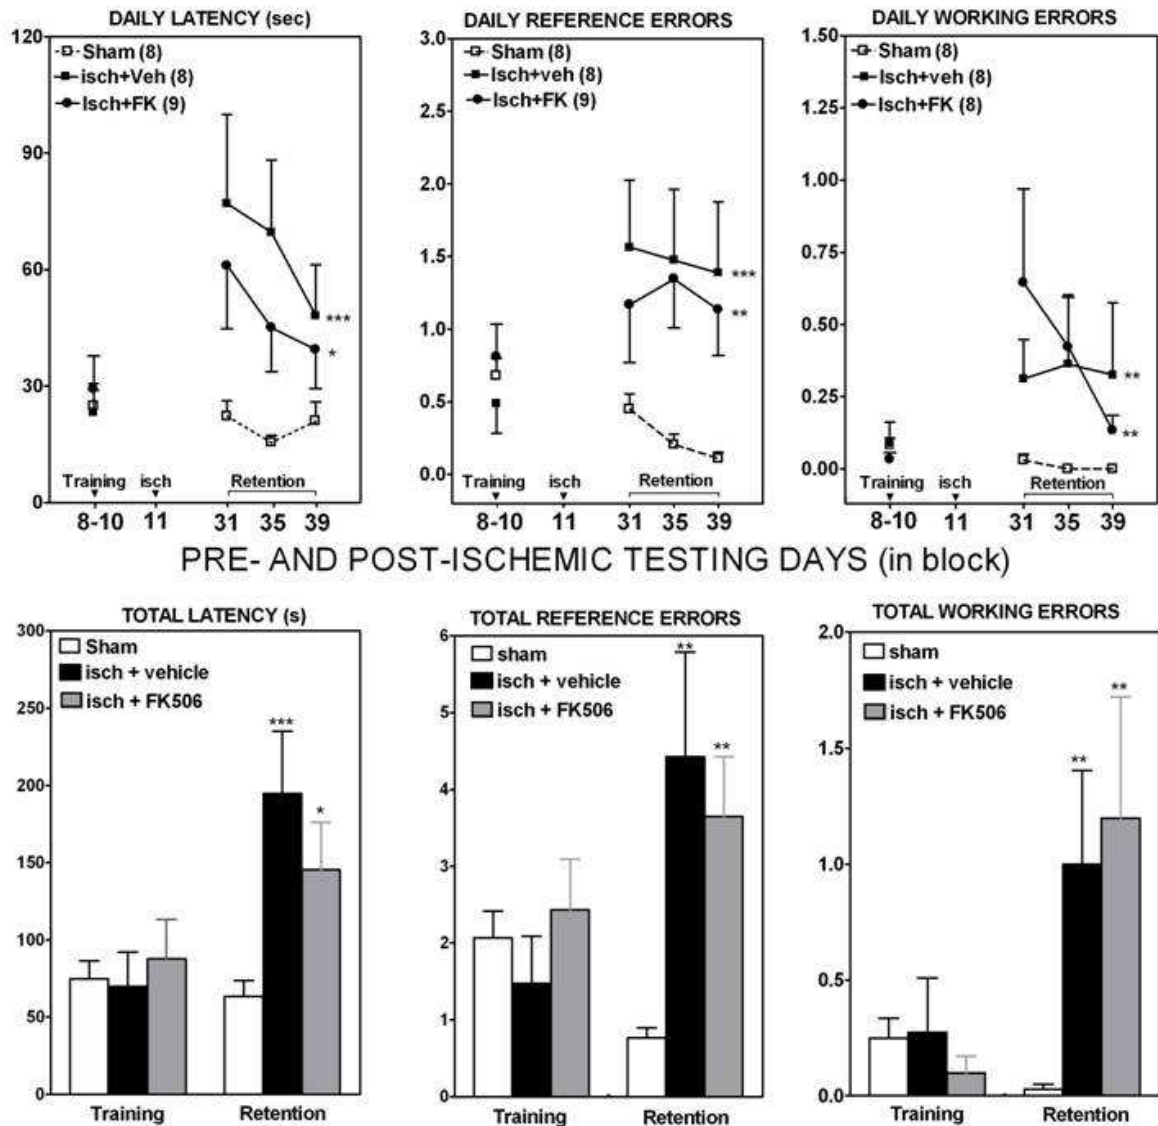 DAILY LATENCY (sec)
120
90
60
30
0
Sham (8)
isch+Veh (8)
Isch+FK (9)
***
*
Training
isch
Retention
8-10
11
31
35
39
DAILY REFERENCE ERRORS
3.0
2.5
2.0
1.5
1.0
0.5
0.0
Sham (8)
Isch+veh (8)
Isch+FK (9)
***
**
Training
isch
Retention
8-10
11
31
35
39
DAILY WORKING ERRORS
1.50
1.00
0.75
0.50
0.25
0.00
Sham (8)
Isch+veh (8)
Isch+FK (8)
**
**
Training
isch
Retention
8-10
11
31
35
39
PRE- AND POST-ISCHEMIC TESTING DAYS (in block)
TOTAL LATENCY (s)
300
250
200
150
100
50
0
Sham
isch + vehicle
isch + FK506
***
*
Training
Retention
TOTAL REFERENCE ERRORS
6
5
4
3
2
1
0
sham
isch + vehicle
isch + FK506
**
**
Training
Retention
TOTAL WORKING ERRORS
2.0
1.5
1.0
0.5
0.0
sham
isch + vehicle
isch + FK506
**
**
Training
Retention